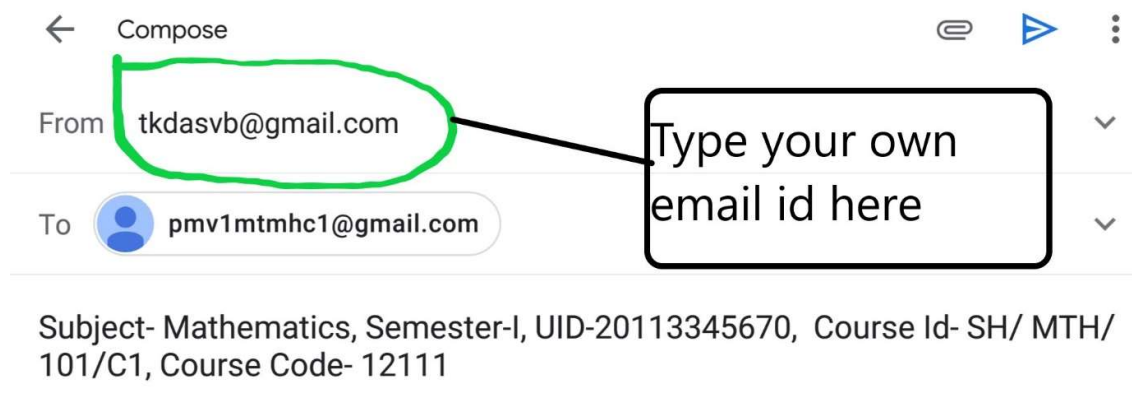 Compose
From tkdasvb@gmail.com
Type your own
email id here
To pmv1mtmhc1@gmail.com
Subject- Mathematics, Semester-I, UID-20113345670, Course Id- SH/ MTH/
101/C1, Course Code- 12111